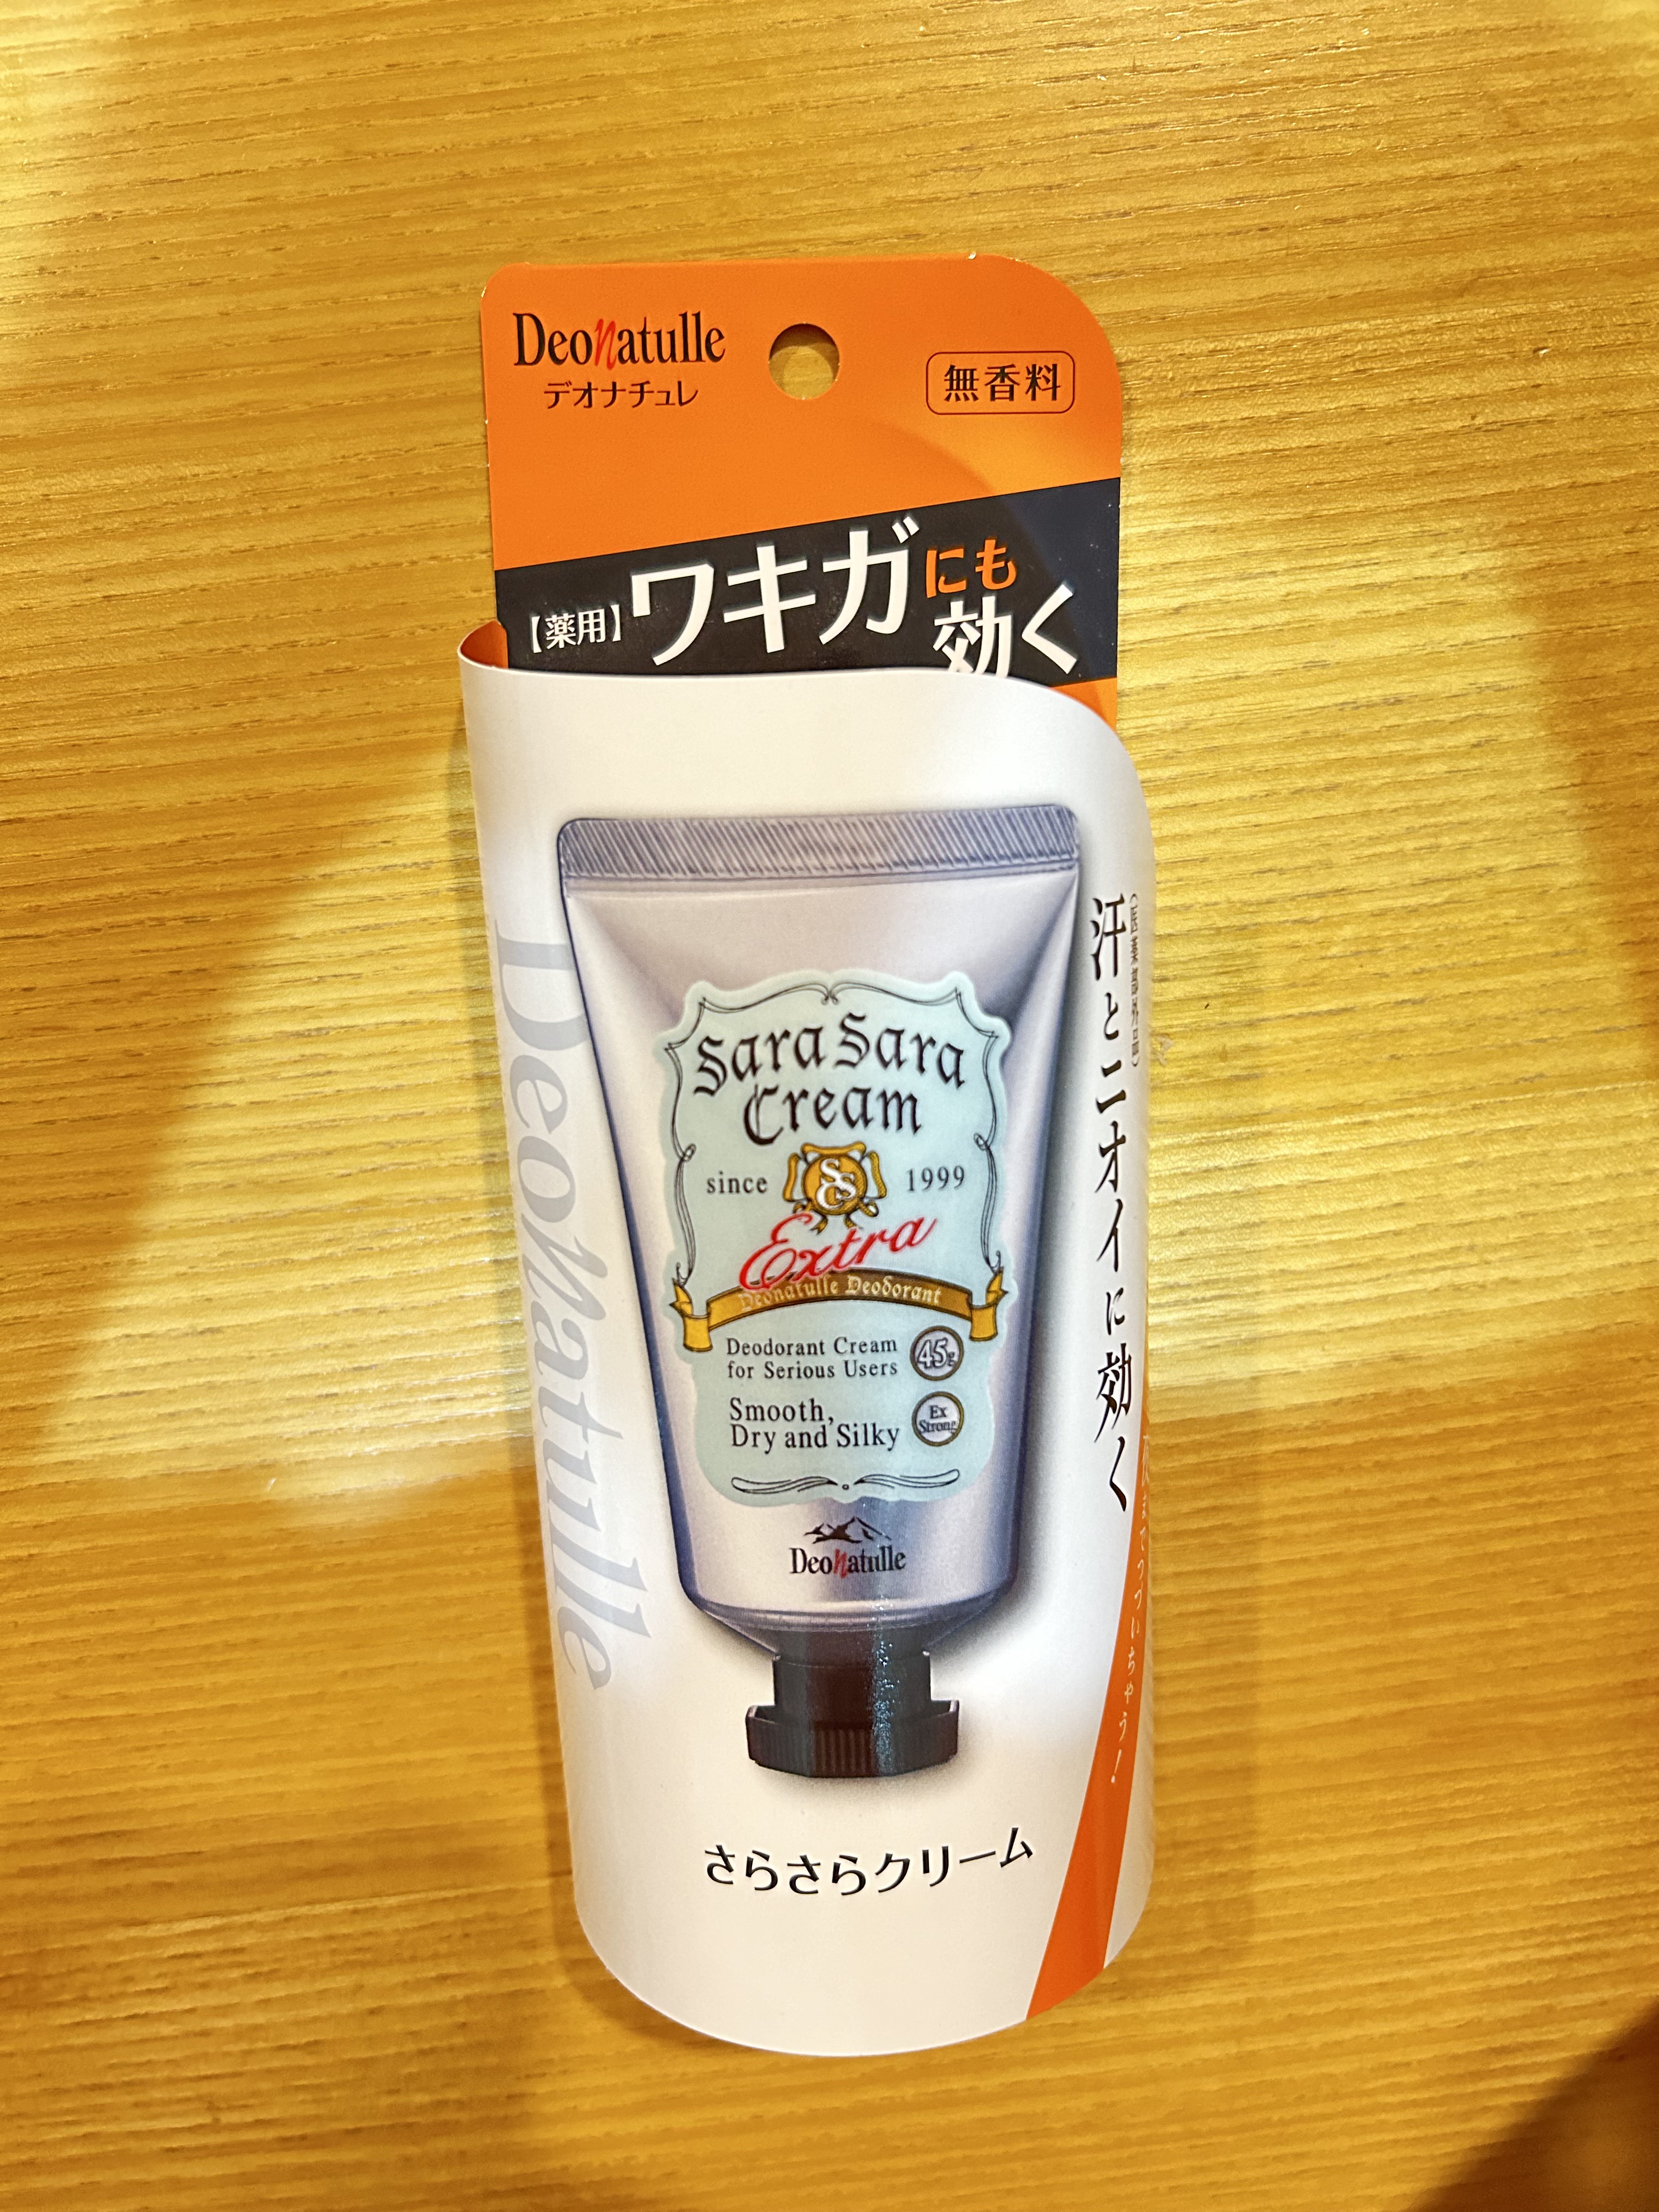 Deonatulle
デオナチュレ
無香料
【薬用】ワキガにも
効く
Sara Sara
Cream
since 1999
SSC
Extra
Deonatulle Deodorant
Deodorant Cream
for Serious Users
45g
Smooth,
Dry and Silky
Ex
Strong
Deonatulle
汗とニオイに効く
Deonatulle
さらさらクリーム